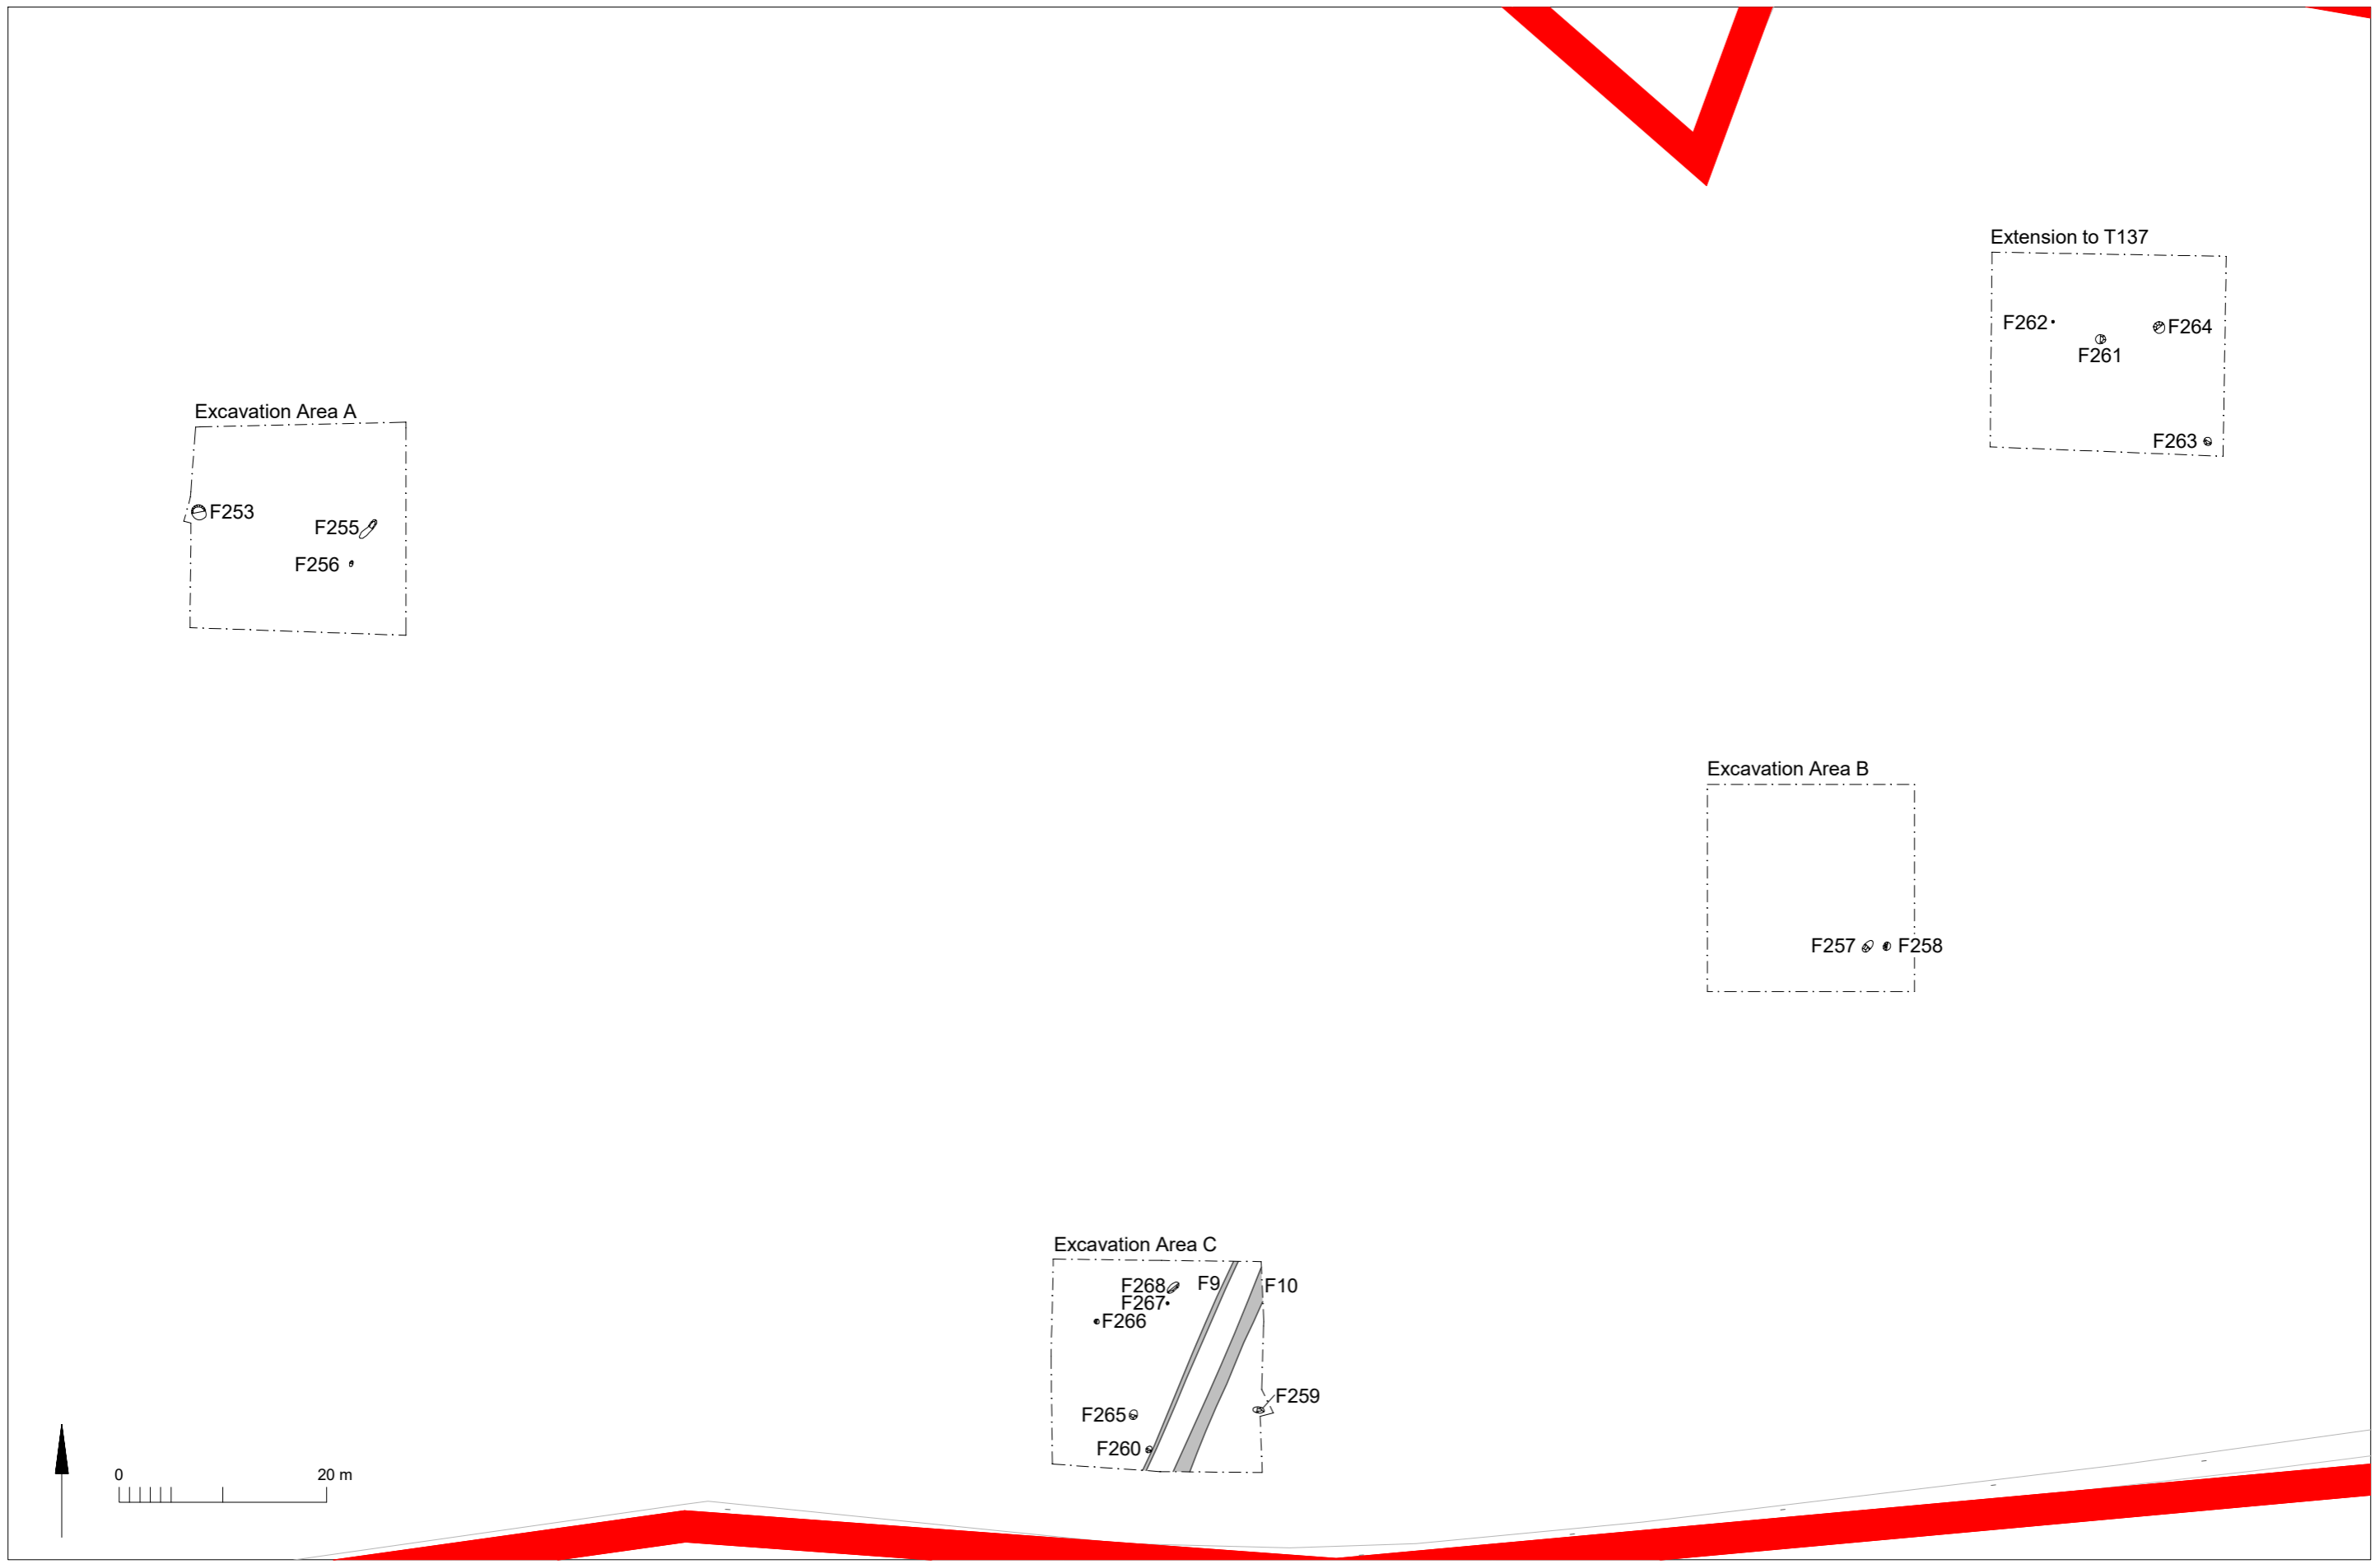 Extension to T137
F262
F264
F261
F263
Excavation Area A
F253
F255
F256
Excavation Area B
F257
F258
Excavation Area C
F268
F9
F10
F267
F266
F259
F265
F260
0
20 m